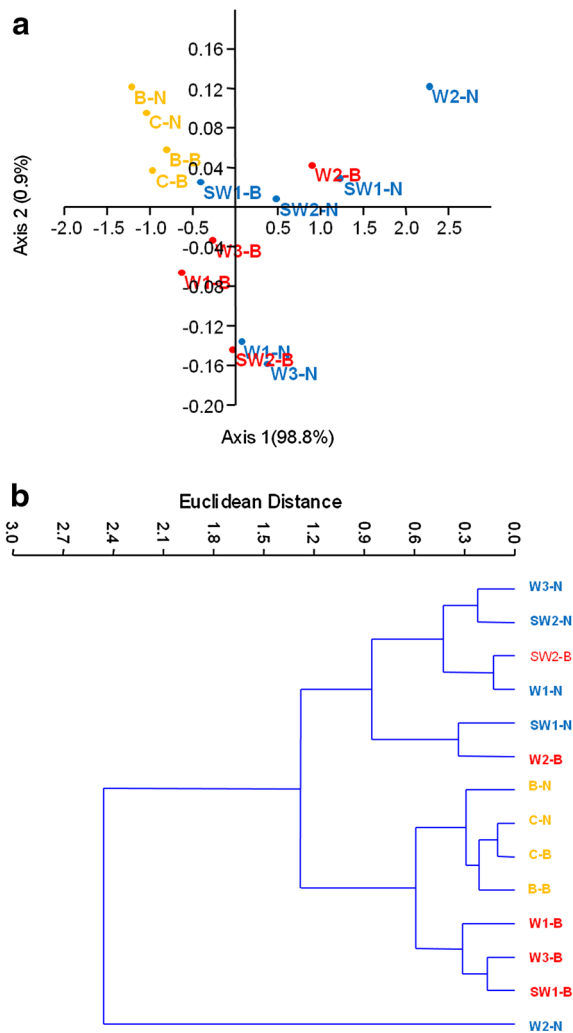 a
0.16
0.12
0.08
0.04
-0.04
-0.08
-0.12
-0.16
-0.20
Axis 2 (0.9%)
-2.0 -1.5 -1.0 -0.5 0.5 1.0 1.5 2.0 2.5
B-N
C-N
B-B
C-B
SW1-B
W2-N
W2-B
SW1-N
SW2-N
W3-B
W1-B
W1-N
SW2-B
W3-N
Axis 1(98.8%)
b
Euclidean Distance
3.0 2.7 2.4 2.1 1.8 1.5 1.2 0.9 0.6 0.3 0.0
W3-N
SW2-N
SW2-B
W1-N
SW1-N
W2-B
B-N
C-N
C-B
B-B
W1-B
W3-B
SW1-B
W2-N